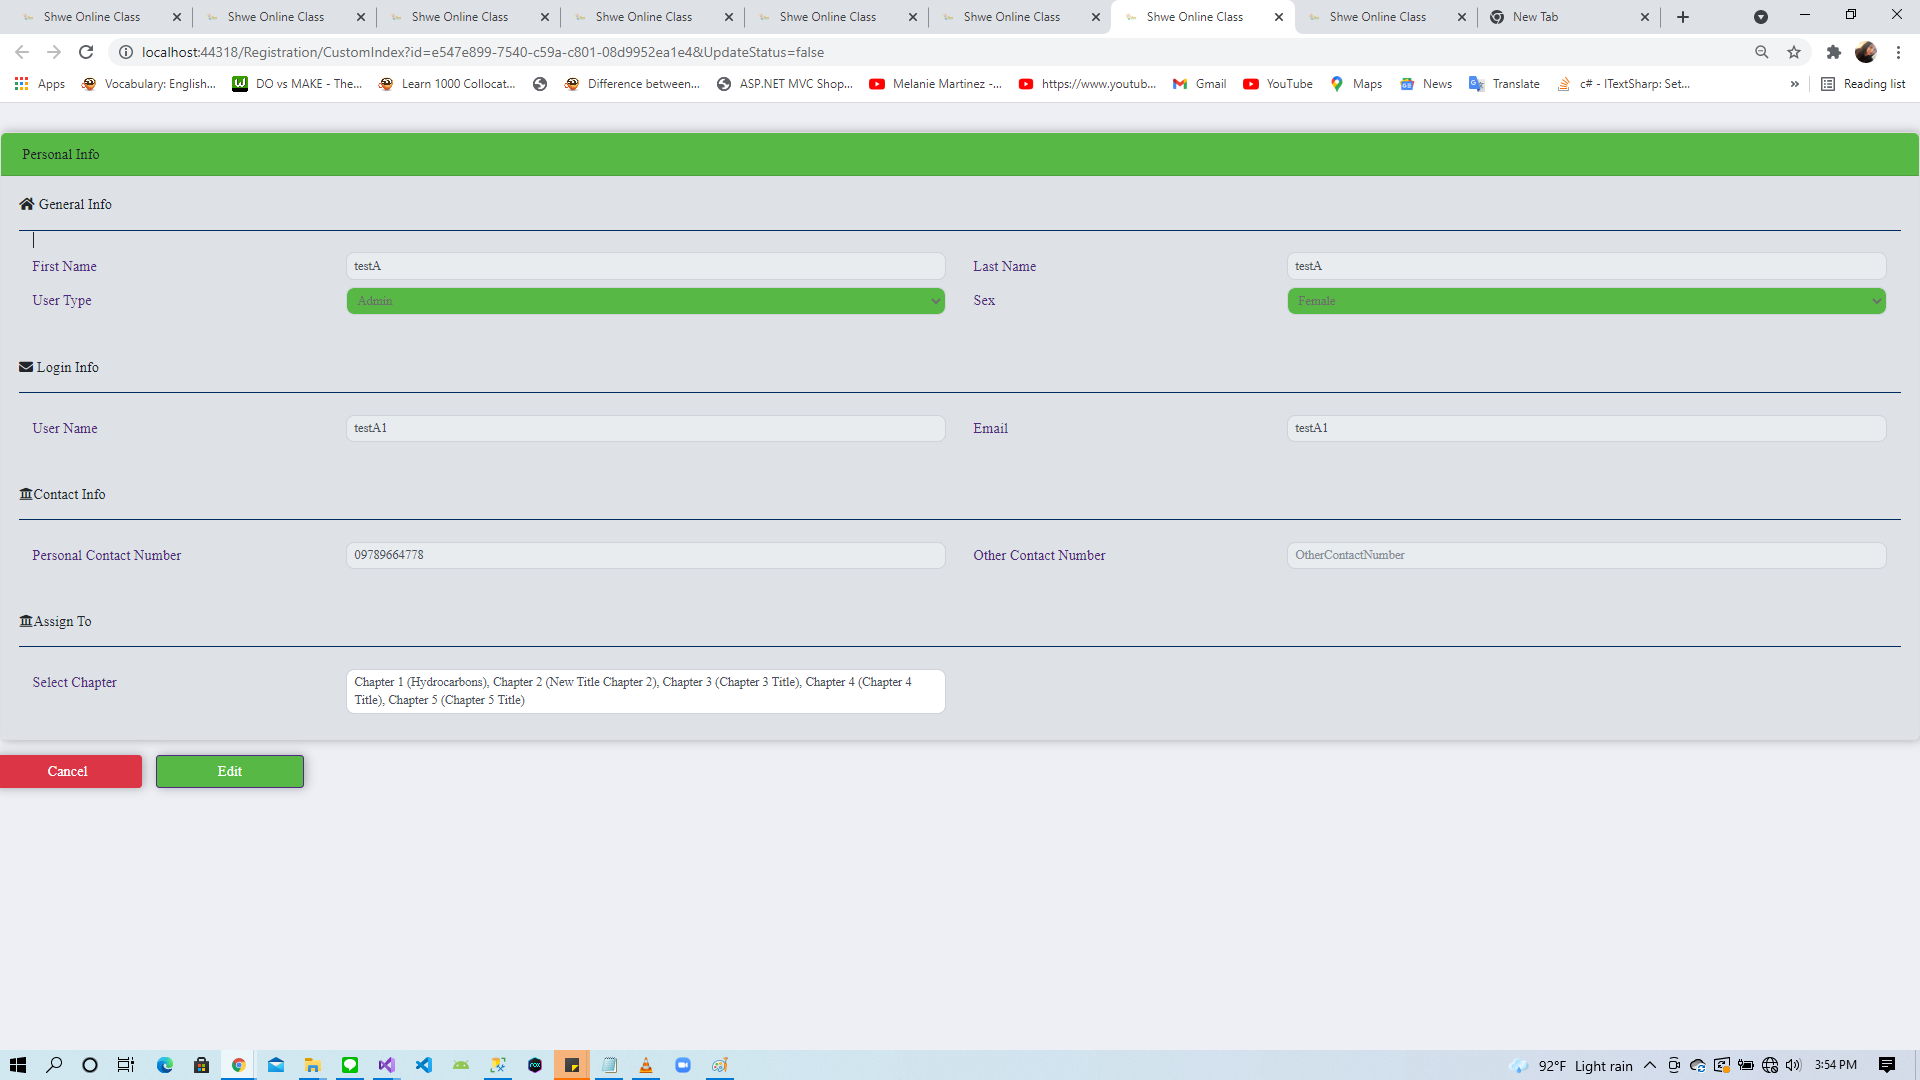 Shwe Online Class
Shwe Online Class
Shwe Online Class
Shwe Online Class
Shwe Online Class
Shwe Online Class
Shwe Online Class
Shwe Online Class
New Tab
localhost:44318/Registration/CustomIndex?id=e547e899-7540-c59a-c801-08d9952ea1e4&UpdateStatus=false
Apps
Vocabulary: English...
DO vs MAKE - The...
Learn 1000 Collocat...
Difference between...
ASP.NET MVC Shop...
Melanie Martinez -...
https://www.youtub...
Gmail
YouTube
Maps
News
Translate
c# - ITextSharp: Set...
»
Reading list
Personal Info
General Info
First Name
testA
Last Name
testA
User Type
Admin
Sex
Female
Login Info
User Name
testA1
Email
testA1
Contact Info
Personal Contact Number
09789664778
Other Contact Number
OtherContactNumber
Assign To
Select Chapter
Chapter 1 (Hydrocarbons), Chapter 2 (New Title Chapter 2), Chapter 3 (Chapter 3 Title), Chapter 4 (Chapter 4
Title), Chapter 5 (Chapter 5 Title)
Cancel
Edit
92°F Light rain
3:54 PM